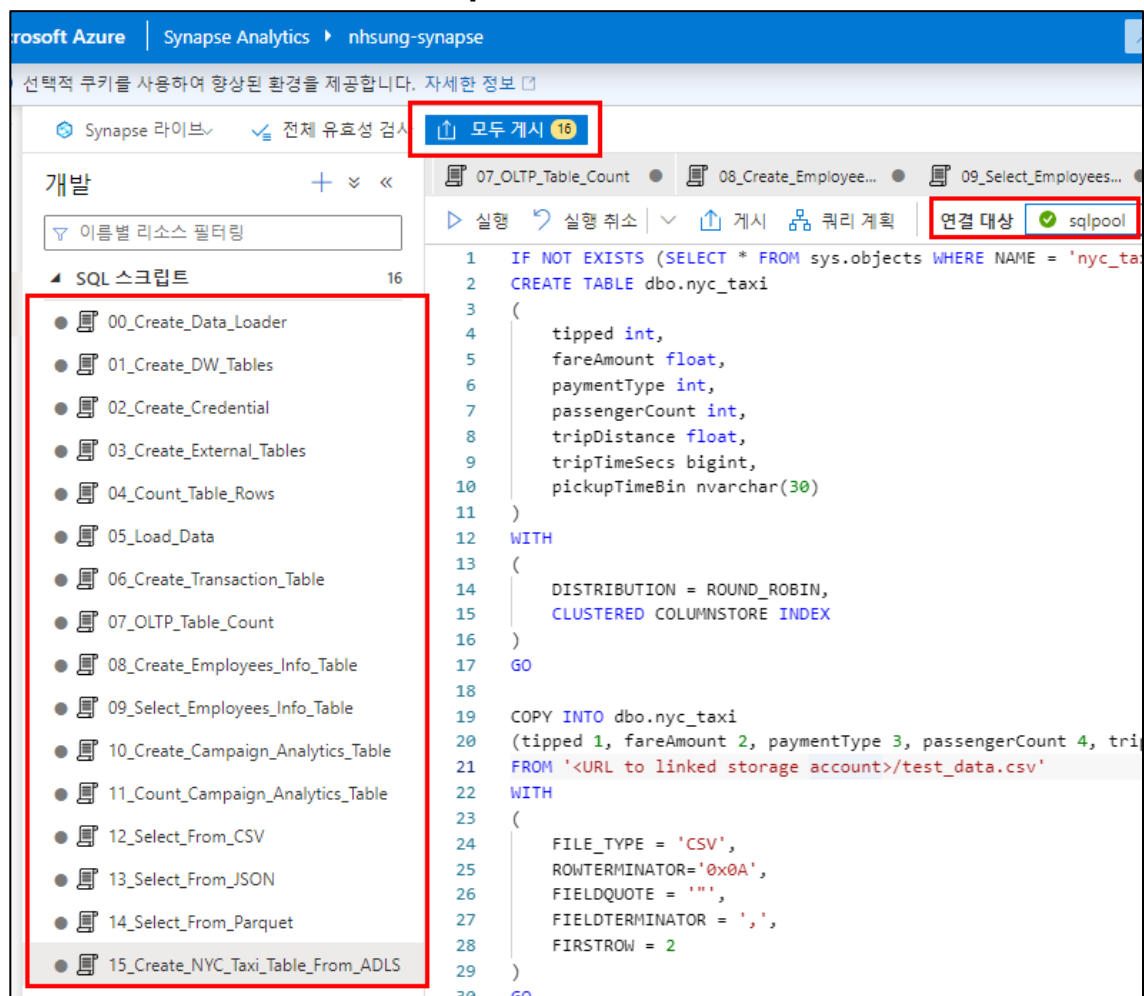 rosoft Azure Synapse Analytics nhsung-synapse
선택적 쿠키를 사용하여 향상된 환경을 제공합니다. 자세한 정보
Synapse 라이브 전체 유효성 검사 모두 게시 16
개발
07_OLTP_Table_Count 08_Create_Employee... 09_Select_Employees...
이름별 리소스 필터링
실행 실행 취소 게시 쿼리 계획 연결 대상 sqlpool
SQL 스크립트 16
00_Create_Data_Loader
01_Create_DW_Tables
02_Create_Credential
03_Create_External_Tables
04_Count_Table_Rows
05_Load_Data
06_Create_Transaction_Table
07_OLTP_Table_Count
08_Create_Employees_Info_Table
09_Select_Employees_Info_Table
10_Create_Campaign_Analytics_Table
11_Count_Campaign_Analytics_Table
12_Select_From_CSV
13_Select_From_JSON
14_Select_From_Parquet
15_Create_NYC_Taxi_Table_From_ADLS
1 IF NOT EXISTS (SELECT * FROM sys.objects WHERE NAME = 'nyc_ta
2 CREATE TABLE dbo.nyc_taxi
3 (
4 tipped int,
5 fareAmount float,
6 paymentType int,
7 passengerCount int,
8 tripDistance float,
9 tripTimeSecs bigint,
10 pickupTimeBin nvarchar(30)
11 )
12 WITH
13 (
14 DISTRIBUTION = ROUND_ROBIN,
15 CLUSTERED COLUMNSTORE INDEX
16 )
17 GO
18
19 COPY INTO dbo.nyc_taxi
20 (tipped 1, fareAmount 2, paymentType 3, passengerCount 4, tri
21 FROM '<URL to linked storage account>/test_data.csv'
22 WITH
23 (
24 FILE_TYPE = 'CSV',
25 ROWTERMINATOR='0x0A',
26 FIELDQUOTE = '"',
27 FIELDTERMINATOR = ',',
28 FIRSTROW = 2
29 )
30 GO